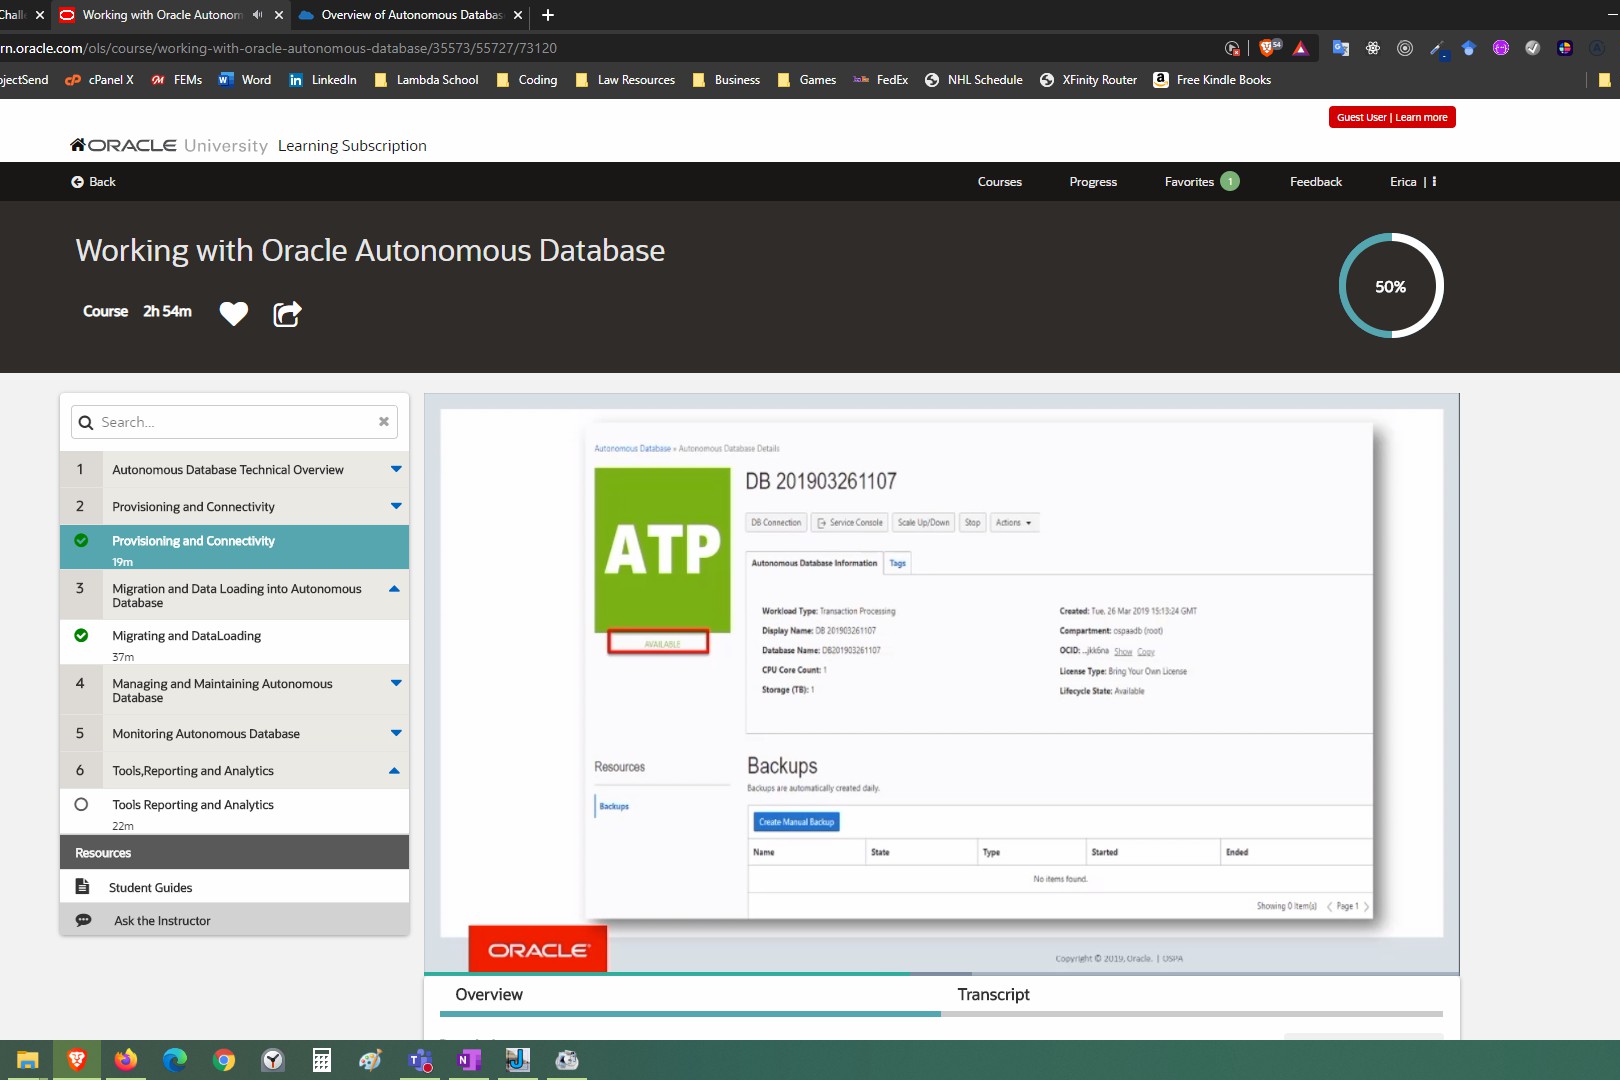 Chall
Working with Oracle Autonom
Overview of Autonomous Databas
rn.oracle.com/ols/course/working-with-oracle-autonomous-database/35573/55727/73120
54
ojectSend
cPanel X
FEMs
Word
LinkedIn
Lambda School
Coding
Law Resources
Business
Games
FedEx
NHL Schedule
XFinity Router
Free Kindle Books
Guest User | Learn more
ORACLE University Learning Subscription
Back
Courses
Progress
Favorites 1
Feedback
Erica |
Working with Oracle Autonomous Database
Course 2h 54m
50%
Search...
1 Autonomous Database Technical Overview
2 Provisioning and Connectivity
Provisioning and Connectivity
19m
3 Migration and Data Loading into Autonomous
Database
Migrating and DataLoading
37m
4 Managing and Maintaining Autonomous
Database
5 Monitoring Autonomous Database
6 Tools,Reporting and Analytics
Tools Reporting and Analytics
22m
Resources
Student Guides
Ask the Instructor
Autonomous Database » Autonomous Database Details
ATP
AVAILABLE
DB 201903261107
DB Connection
Service Console
Scale Up/Down
Stop
Actions
Autonomous Database Information
Tags
Workload Type: Transaction Processing
Display Name: DB 201903261107
Database Name: DB201903261107
CPU Core Count: 1
Storage (TB): 1
Created: Tue, 26 Mar 2019 15:13:24 GMT
Compartment: ospaadb (root)
OCID: ...jkk6na Show Copy
License Type: Bring Your Own License
Lifecycle State: Available
Resources
Backups
Backups
Backups are automatically created daily.
Create Manual Backup
Name State Type Started Ended
No items found.
Showing 0 Item(s) < Page 1 >
ORACLE
Copyright © 2019, Oracle. | OSPA
Overview
Transcript